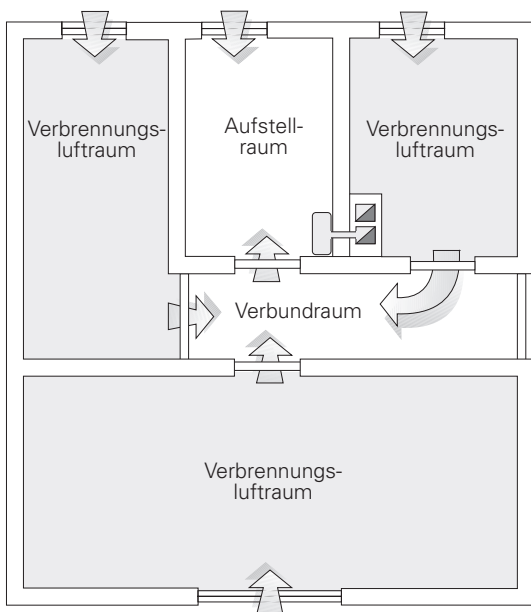 Verbrennungs-
luftraum
Aufstell-
raum
Verbrennungs-
luftraum
Verbundraum
Verbrennungs-
luftraum